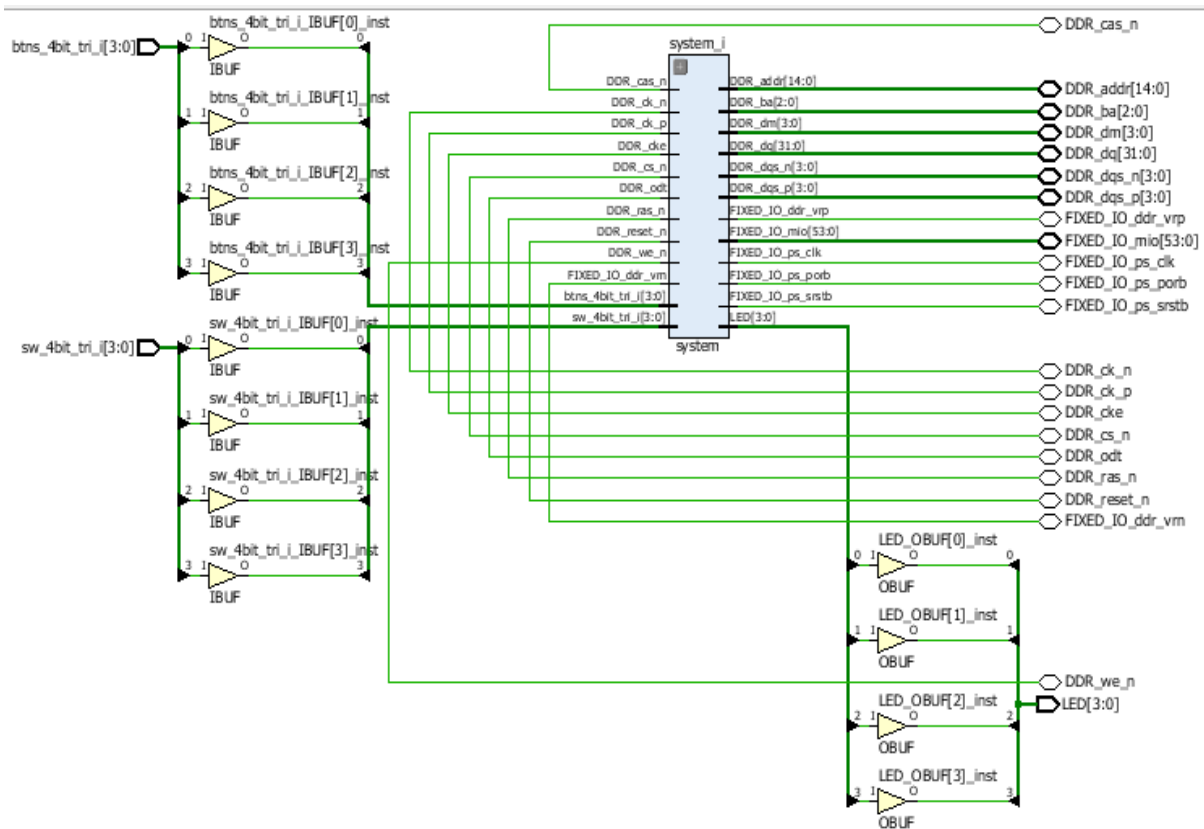 btns_4bit_tri_i[3:0]
btns_4bit_tri_i_IBUF[0]_inst
0 1 O 0
IBUF
btns_4bit_tri_i_IBUF[1]_inst
1 1 O 1
IBUF
btns_4bit_tri_i_IBUF[2]_inst
2 1 O 2
IBUF
btns_4bit_tri_i_IBUF[3]_inst
3 1 O 3
IBUF
sw_4bit_tri_i[3:0]
sw_4bit_tri_i_IBUF[0]_inst
0 1 O 0
IBUF
sw_4bit_tri_i_IBUF[1]_inst
1 1 O 1
IBUF
sw_4bit_tri_i_IBUF[2]_inst
2 1 O 2
IBUF
sw_4bit_tri_i_IBUF[3]_inst
3 1 O 3
IBUF
system_i
DDR_cas_n
DDR_ck_n
DDR_ck_p
DDR_cke
DDR_cs_n
DDR_odt
DDR_ras_n
DDR_reset_n
DDR_we_n
FIXED_IO_ddr_vrn
btns_4bit_tri_i[3:0]
sw_4bit_tri_i[3:0]
DDR_addr[14:0]
DDR_ba[2:0]
DDR_dm[3:0]
DDR_dq[31:0]
DDR_dqs_n[3:0]
DDR_dqs_p[3:0]
FIXED_IO_ddr_vrp
FIXED_IO_mio[53:0]
FIXED_IO_ps_clk
FIXED_IO_ps_porb
FIXED_IO_ps_srstb
LED[3:0]
system
DDR_cas_n
DDR_addr[14:0]
DDR_ba[2:0]
DDR_dm[3:0]
DDR_dq[31:0]
DDR_dqs_n[3:0]
DDR_dqs_p[3:0]
FIXED_IO_ddr_vrp
FIXED_IO_mio[53:0]
FIXED_IO_ps_clk
FIXED_IO_ps_porb
FIXED_IO_ps_srstb
DDR_ck_n
DDR_ck_p
DDR_cke
DDR_cs_n
DDR_odt
DDR_ras_n
DDR_reset_n
FIXED_IO_ddr_vrn
LED_OBUF[0]_inst
0 1 O 0
OBUF
LED_OBUF[1]_inst
1 1 O 1
OBUF
DDR_we_n
LED[3:0]
LED_OBUF[2]_inst
2 1 O 2
OBUF
LED_OBUF[3]_inst
3 1 O 3
OBUF